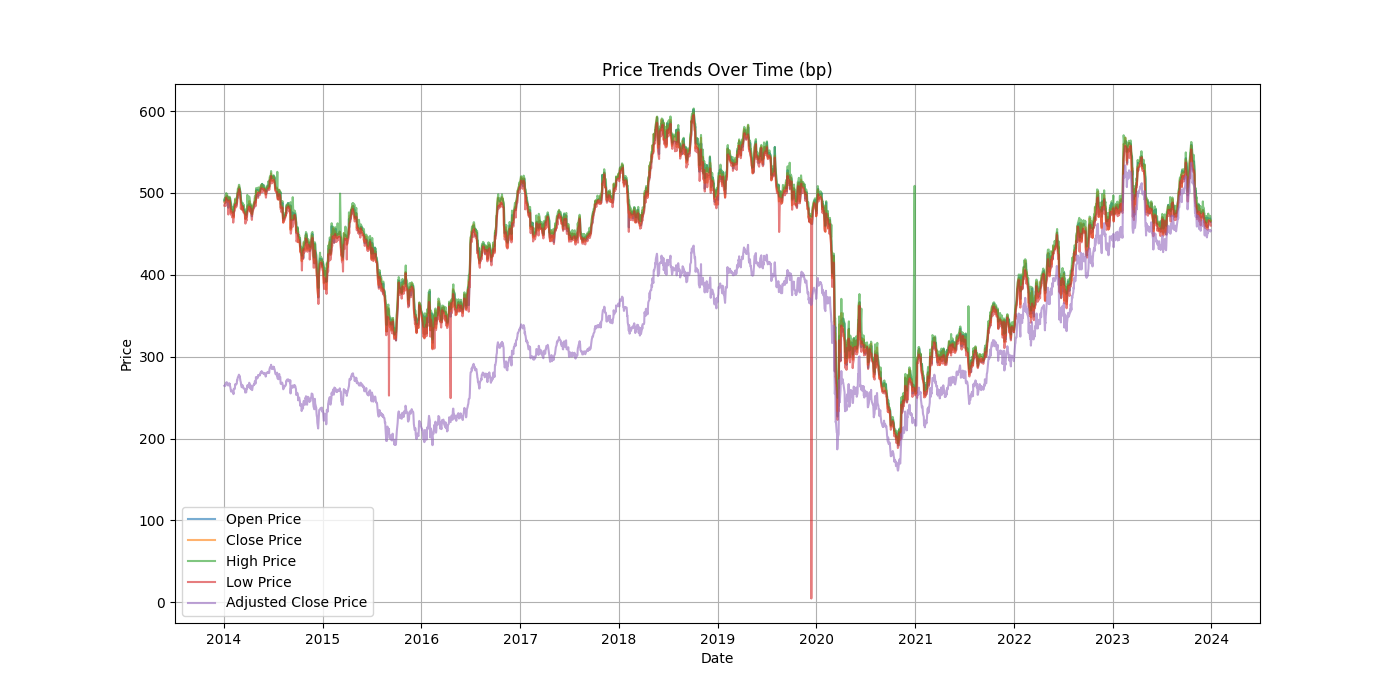 Price Trends Over Time (bp)
Price
600
500
400
300
200
100
0
Open Price
Close Price
High Price
Low Price
Adjusted Close Price
2014 2015 2016 2017 2018 2019 2020 2021 2022 2023 2024
Date